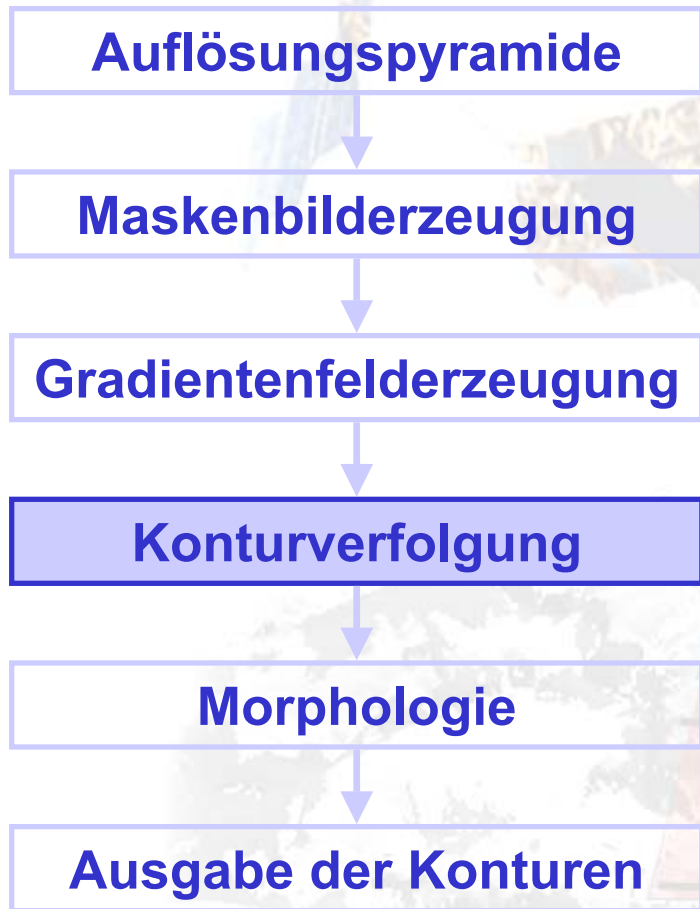 Auflösungspyramide
Maskenbilderzeugung
Gradientenfelderzeugung
Konturverfolgung
Morphologie
Ausgabe der Konturen